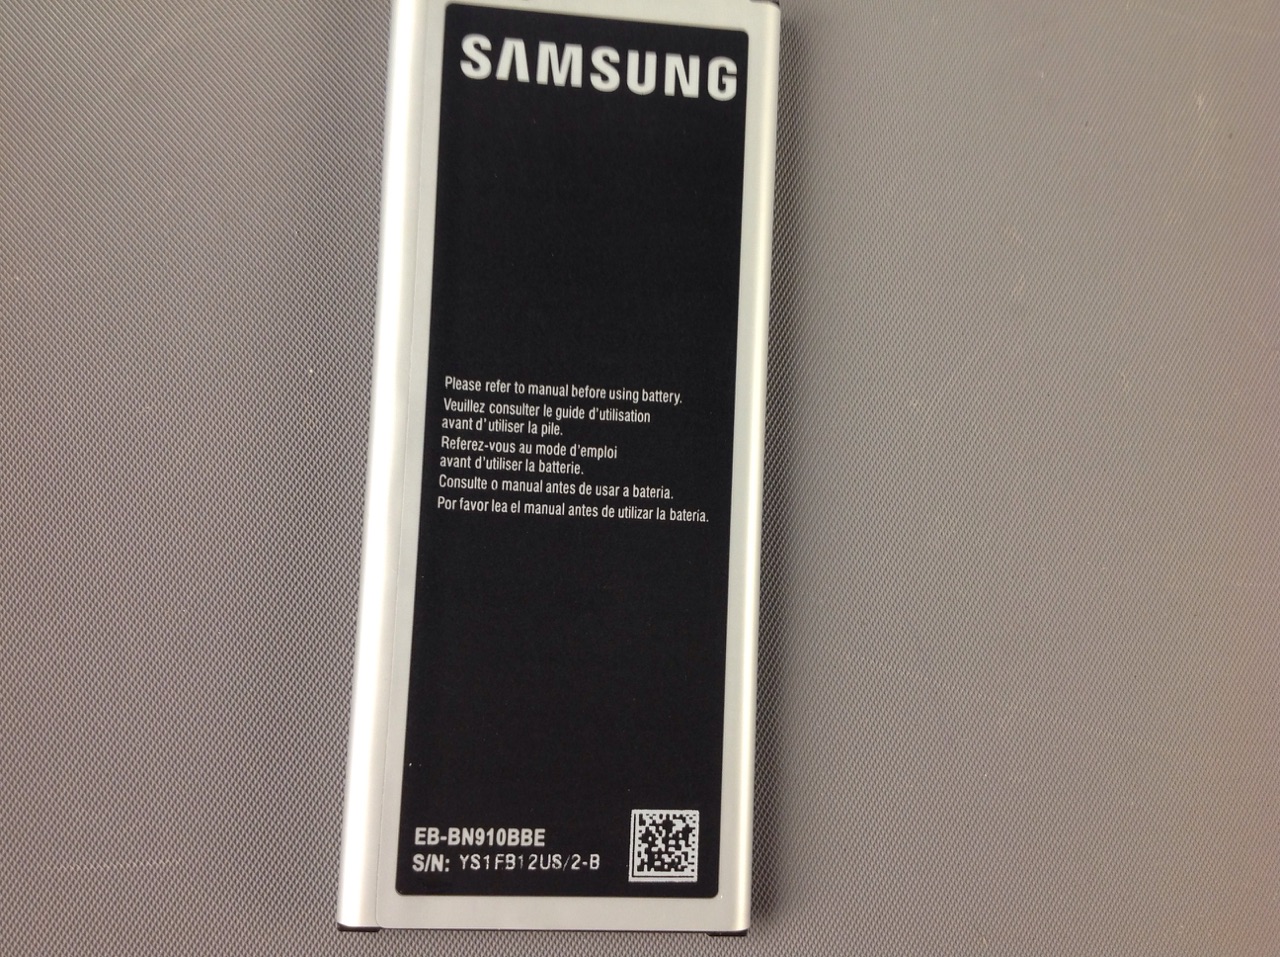 SAMSUNG
Please refer to manual before using battery.
Veuillez consulter le guide d'utilisation
avant d'utiliser la pile.
Referez-vous au mode d'emploi
avant d'utiliser la batterie.
Consulte o manual antes de usar a bateria.
Por favor lea el manual antes de utilizar la batería.
EB-BN910BBE
S/N: YS1FB12US/2-B